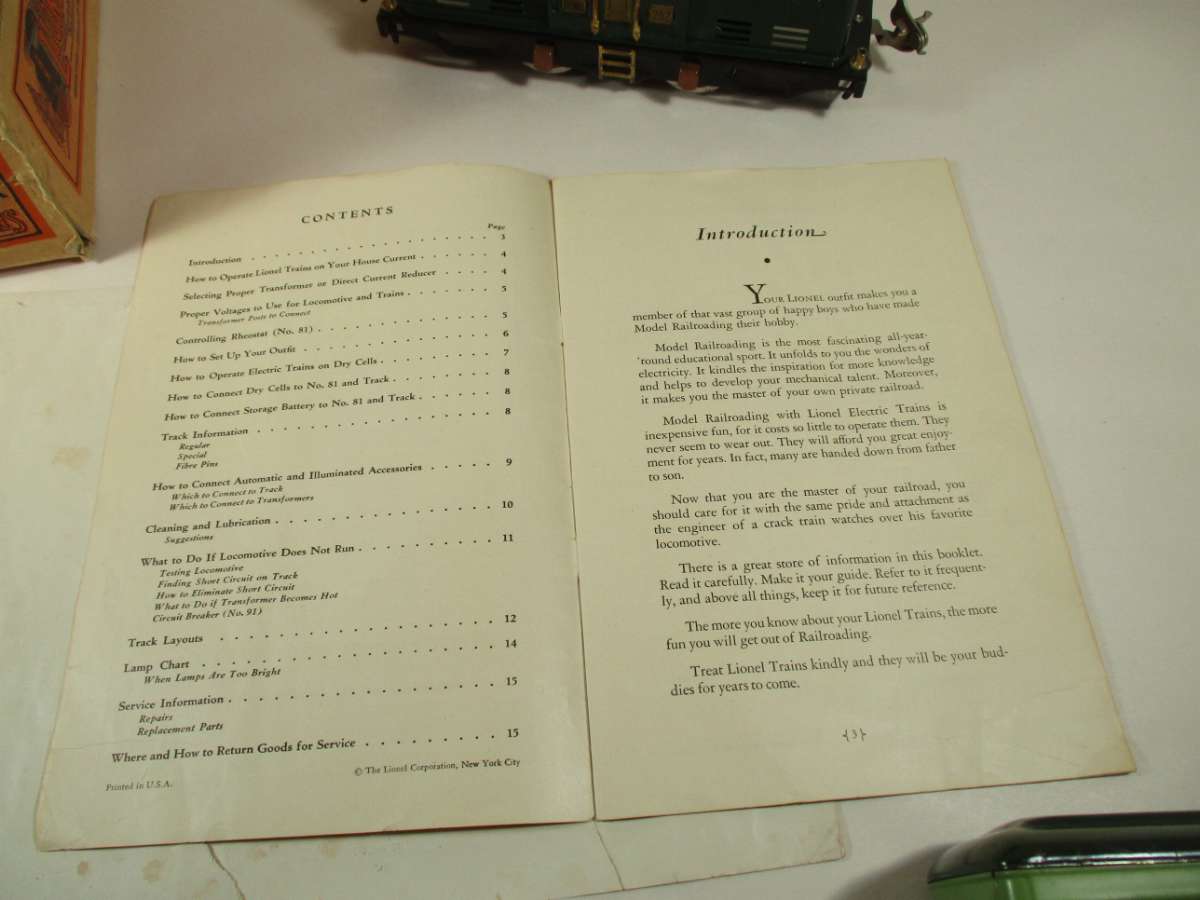 CONTENTS
Page
Introduction . . . . . . . . . . . . . . . . 3
How to Operate Lionel Trains on Your House Current . . . . . . 4
Selecting Proper Transformer or Direct Current Reducer . . . . 4
Proper Voltages to Use for Locomotive and Trains . . . . . . . 5
Transformer Posts to Connect
Controlling Rheostat (No. 81) . . . . . . . . . . . . 5
How to Set Up Your Outfit . . . . . . . . . . . . . 6
How to Operate Electric Trains on Dry Cells . . . . . . . . 7
How to Connect Dry Cells to No. 81 and Track . . . . . . . 8
How to Connect Storage Battery to No. 81 and Track . . . . . . 8
Track Information . . . . . . . . . . . . . . . . 8
Regular
Special
Fibre Pins
How to Connect Automatic and Illuminated Accessories . . . . . 9
Which to Connect to Track
Which to Connect to Transformers
Cleaning and Lubrication . . . . . . . . . . . . . . 10
Suggestions
What to Do If Locomotive Does Not Run . . . . . . . . . 11
Testing Locomotive
Finding Short Circuit on Track
How to Eliminate Short Circuit
What to Do if Transformer Becomes Hot
Circuit Breaker (No. 91)
Track Layouts . . . . . . . . . . . . . . . . . . 12
Lamp Chart . . . . . . . . . . . . . . . . . . . 14
When Lamps Are Too Bright
Service Information . . . . . . . . . . . . . . . . . 15
Repairs
Replacement Parts
Where and How to Return Goods for Service . . . . . . . . . 15
© The Lionel Corporation, New York City
Printed in U.S.A.
Introduction
YOUR LIONEL outfit makes you a
member of that vast group of happy boys who have made
Model Railroading their hobby.
Model Railroading is the most fascinating all-year-
'round educational sport. It unfolds to you the wonders of
electricity. It kindles the inspiration for more knowledge
and helps to develop your mechanical talent. Moreover,
it makes you the master of your own private railroad.
Model Railroading with Lionel Electric Trains is
inexpensive fun, for it costs so little to operate them. They
never seem to wear out. They will afford you great enjoy-
ment for years. In fact, many are handed down from father
to son.
Now that you are the master of your railroad, you
should care for it with the same pride and attachment as
the engineer of a crack train watches over his favorite
locomotive.
There is a great store of information in this booklet.
Read it carefully. Make it your guide. Refer to it frequent-
ly, and above all things, keep it for future reference.
The more you know about your Lionel Trains, the more
fun you will get out of Railroading.
Treat Lionel Trains kindly and they will be your bud-
dies for years to come.
{3}